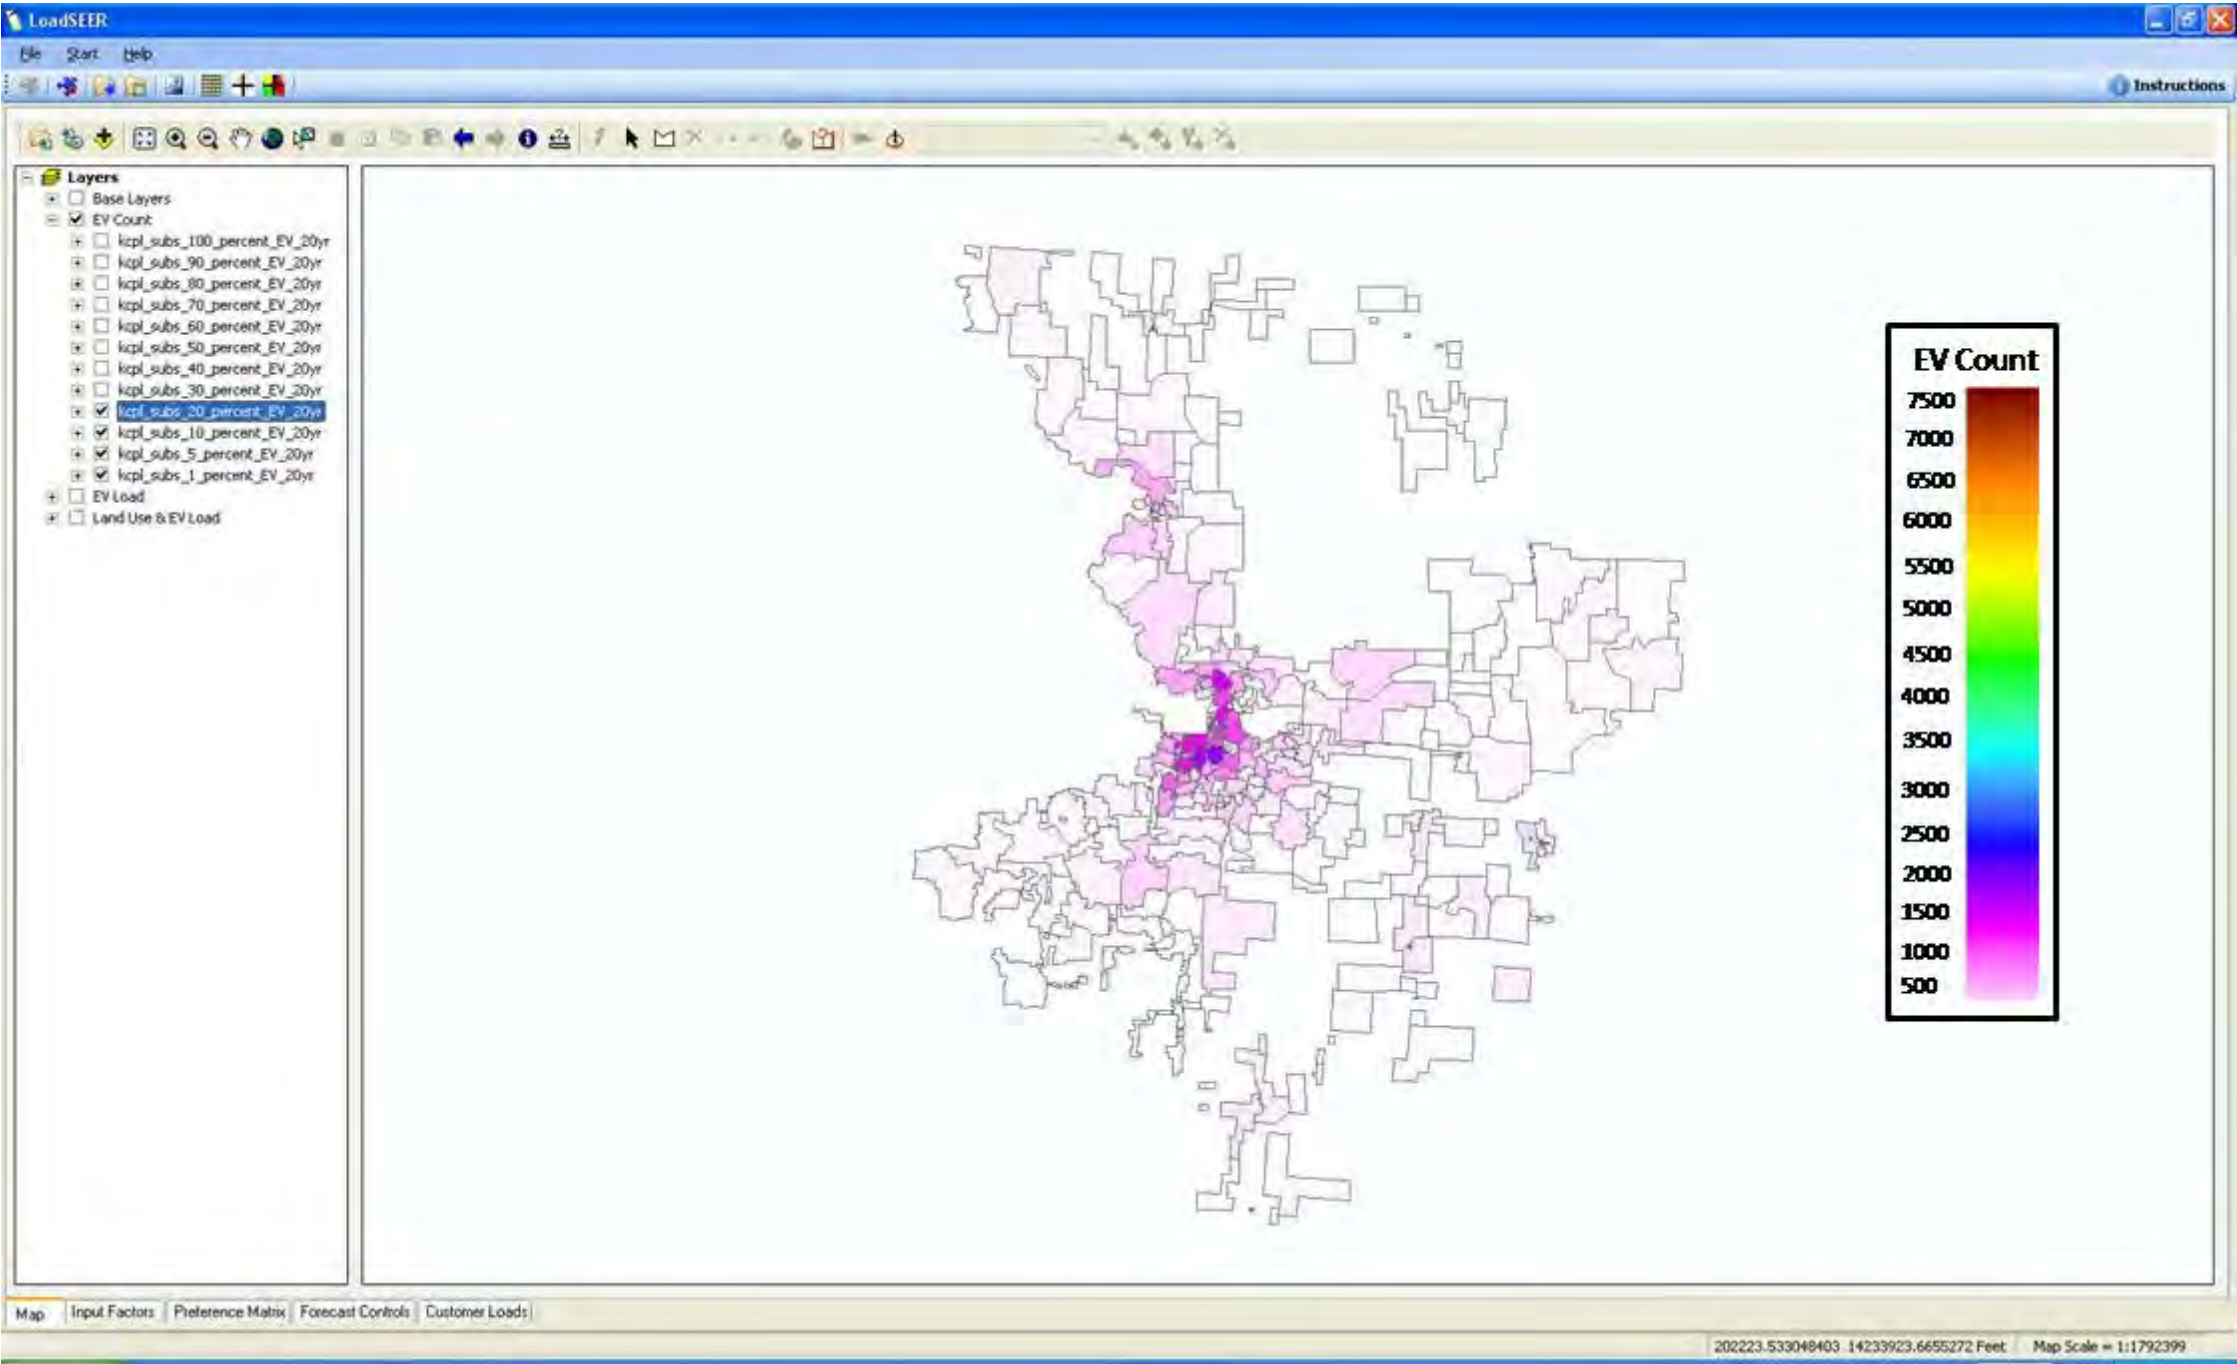 LoadSEER
File Start Help
Instructions
Layers
Base Layers
EV Count
kcpl_subs_100_percent_EV_20yr
kcpl_subs_90_percent_EV_20yr
kcpl_subs_80_percent_EV_20yr
kcpl_subs_70_percent_EV_20yr
kcpl_subs_60_percent_EV_20yr
kcpl_subs_50_percent_EV_20yr
kcpl_subs_40_percent_EV_20yr
kcpl_subs_30_percent_EV_20yr
kcpl_subs_20_percent_EV_20yr
kcpl_subs_10_percent_EV_20yr
kcpl_subs_5_percent_EV_20yr
kcpl_subs_1_percent_EV_20yr
EV Load
Land Use & EV Load
EV Count
7500
7000
6500
6000
5500
5000
4500
4000
3500
3000
2500
2000
1500
1000
500
Map Input Factors Preference Matrix Forecast Controls Customer Loads
202223.533048403 14233923.6655272 Feet Map Scale = 1:1792399